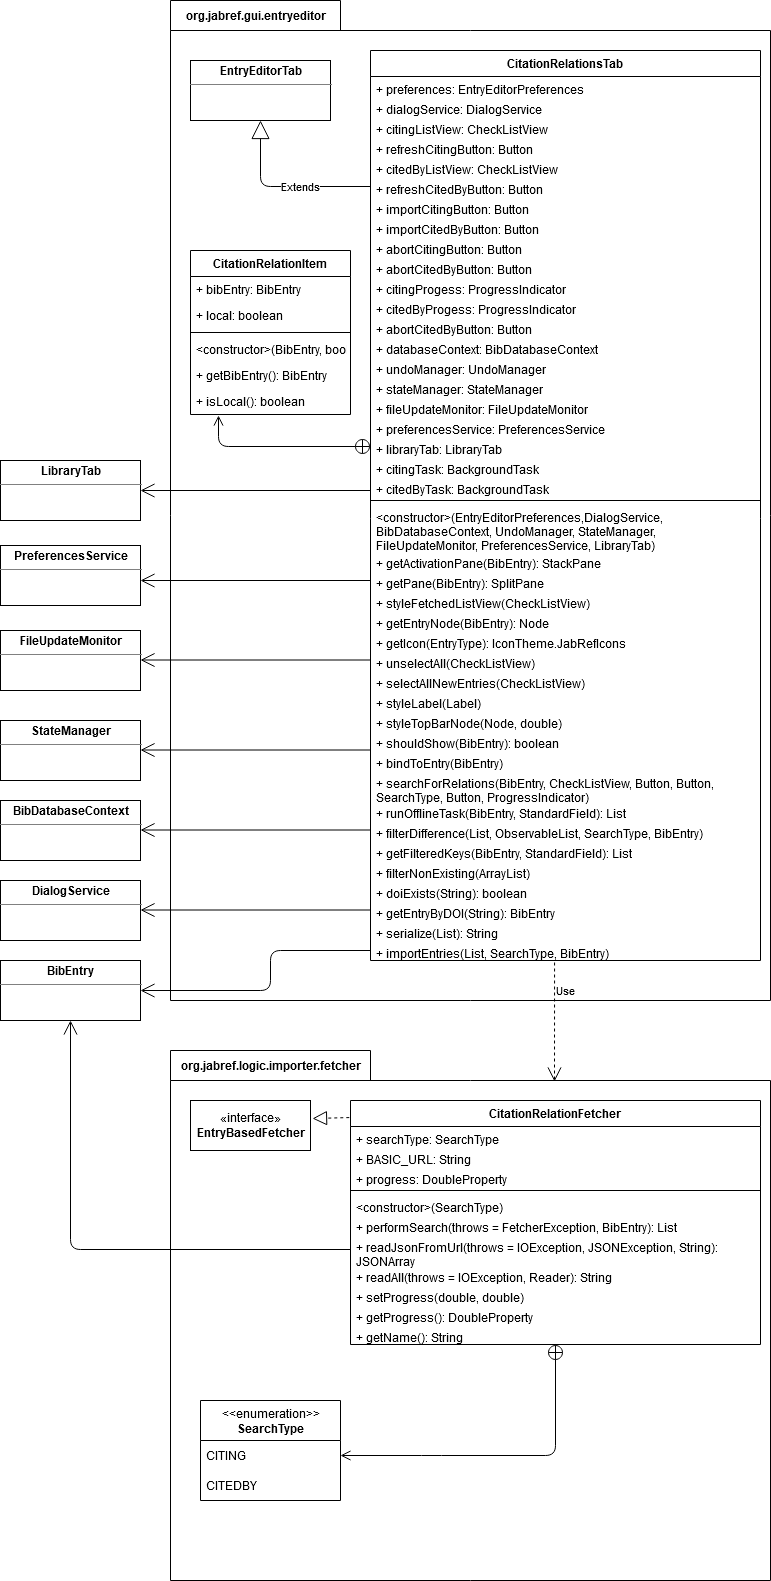 org.jabref.gui.entryeditor
EntryEditorTab
Extends
CitationRelationsTab
+ preferences: EntryEditorPreferences
+ dialogService: DialogService
+ citingListView: CheckListView
+ refreshCitingButton: Button
+ citedByListView: CheckListView
+ refreshCitedByButton: Button
+ importCitingButton: Button
+ importCitedByButton: Button
+ abortCitingButton: Button
+ abortCitedByButton: Button
+ citingProgess: ProgressIndicator
+ citedByProgess: ProgressIndicator
+ abortCitedByButton: Button
+ databaseContext: BibDatabaseContext
+ undoManager: UndoManager
+ stateManager: StateManager
+ fileUpdateMonitor: FileUpdateMonitor
+ preferencesService: PreferencesService
+ libraryTab: LibraryTab
+ citingTask: BackgroundTask
+ citedByTask: BackgroundTask
<constructor>(EntryEditorPreferences,DialogService,
BibDatabaseContext, UndoManager, StateManager,
FileUpdateMonitor, PreferencesService, LibraryTab)
+ getActivationPane(BibEntry): StackPane
+ getPane(BibEntry): SplitPane
+ styleFetchedListView(CheckListView)
+ getEntryNode(BibEntry): Node
+ getIcon(EntryType): IconTheme.JabRefIcons
+ unselectAll(CheckListView)
+ selectAllNewEntries(CheckListView)
+ styleLabel(Label)
+ styleTopBarNode(Node, double)
+ shouldShow(BibEntry): boolean
+ bindToEntry(BibEntry)
+ searchForRelations(BibEntry, CheckListView, Button, Button,
SearchType, Button, ProgressIndicator)
+ runOfflineTask(BibEntry, StandardField): List
+ filterDifference(List, ObservableList, SearchType, BibEntry)
+ getFilteredKeys(BibEntry, StandardField): List
+ filterNonExisting(ArrayList)
+ doiExists(String): boolean
+ getEntryByDOI(String): BibEntry
+ serialize(List): String
+ importEntries(List, SearchType, BibEntry)
CitationRelationItem
+ bibEntry: BibEntry
+ local: boolean
<constructor>(BibEntry, boo
+ getBibEntry(): BibEntry
+ isLocal(): boolean
LibraryTab
PreferencesService
FileUpdateMonitor
StateManager
BibDatabaseContext
DialogService
BibEntry
Use
org.jabref.logic.importer.fetcher
«interface»
EntryBasedFetcher
CitationRelationFetcher
+ searchType: SearchType
+ BASIC_URL: String
+ progress: DoubleProperty
<constructor>(SearchType)
+ performSearch(throws = FetcherException, BibEntry): List
+ readJsonFromUrl(throws = IOException, JSONException, String):
JSONArray
+ readAll(throws = IOException, Reader): String
+ setProgress(double, double)
+ getProgress(): DoubleProperty
+ getName(): String
<<enumeration>>
SearchType
CITING
CITEDBY